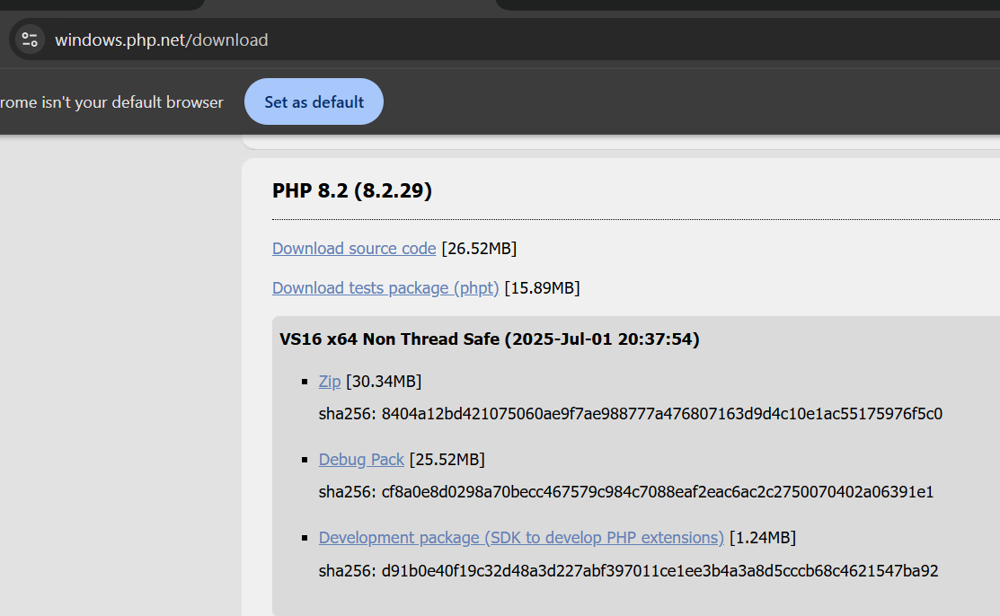 windows.php.net/download
rome isn't your default browser
Set as default
PHP 8.2 (8.2.29)
Download source code [26.52MB]
Download tests package (phpt) [15.89MB]
VS16 x64 Non Thread Safe (2025-Jul-01 20:37:54)
Zip [30.34MB]
sha256: 8404a12bd421075060ae9f7ae988777a476807163d9d4c10e1ac55175976f5c0
Debug Pack [25.52MB]
sha256: cf8a0e8d0298a70becc467579c984c7088eaf2eac6ac2c2750070402a06391e1
Development package (SDK to develop PHP extensions) [1.24MB]
sha256: d91b0e40f19c32d48a3d227abf397011ce1ee3b4a3a8d5cccb68c4621547ba92